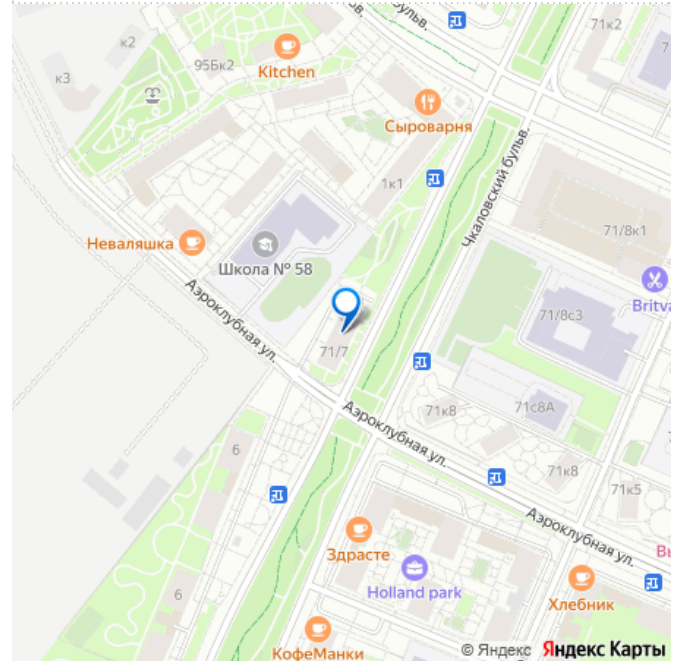 бульв.
71к2
к2
95Бк2
к3
Kitchen
Сыроварня
Чкаловский бульв.
1к1
71/8к1
Неваляшка
Школа № 58
Аэроклубная ул.
71/8с3
71/7
Аэроклубная ул.
71к8
71с8А
71к8
71к5
6
Аэроклубная ул.
Здрасте
Holland park
6
Хлебник
КофеМанки
© Яндекс Яндекс Карты